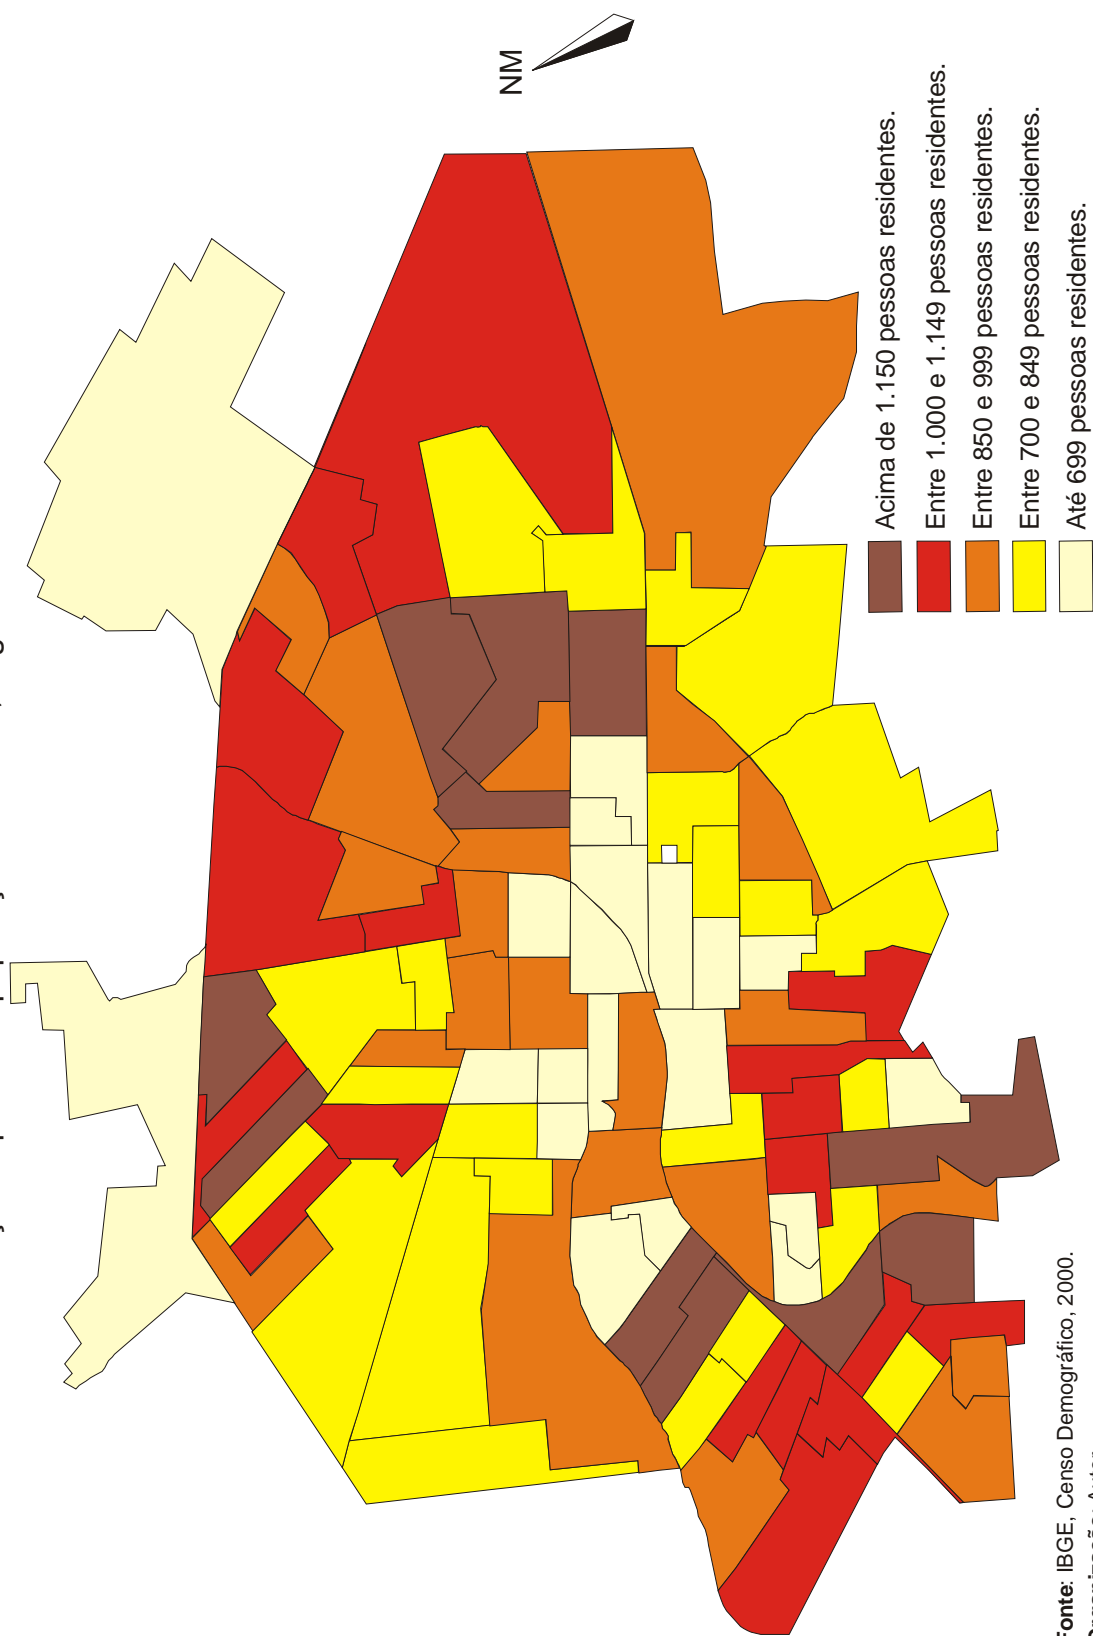 NM
Acima de 1.150 pessoas residentes.
Entre 1.000 e 1.149 pessoas residentes.
Entre 850 e 999 pessoas residentes.
Entre 700 e 849 pessoas residentes.
Até 699 pessoas residentes.
Fonte: IBGE, Censo Demográfico, 2000.